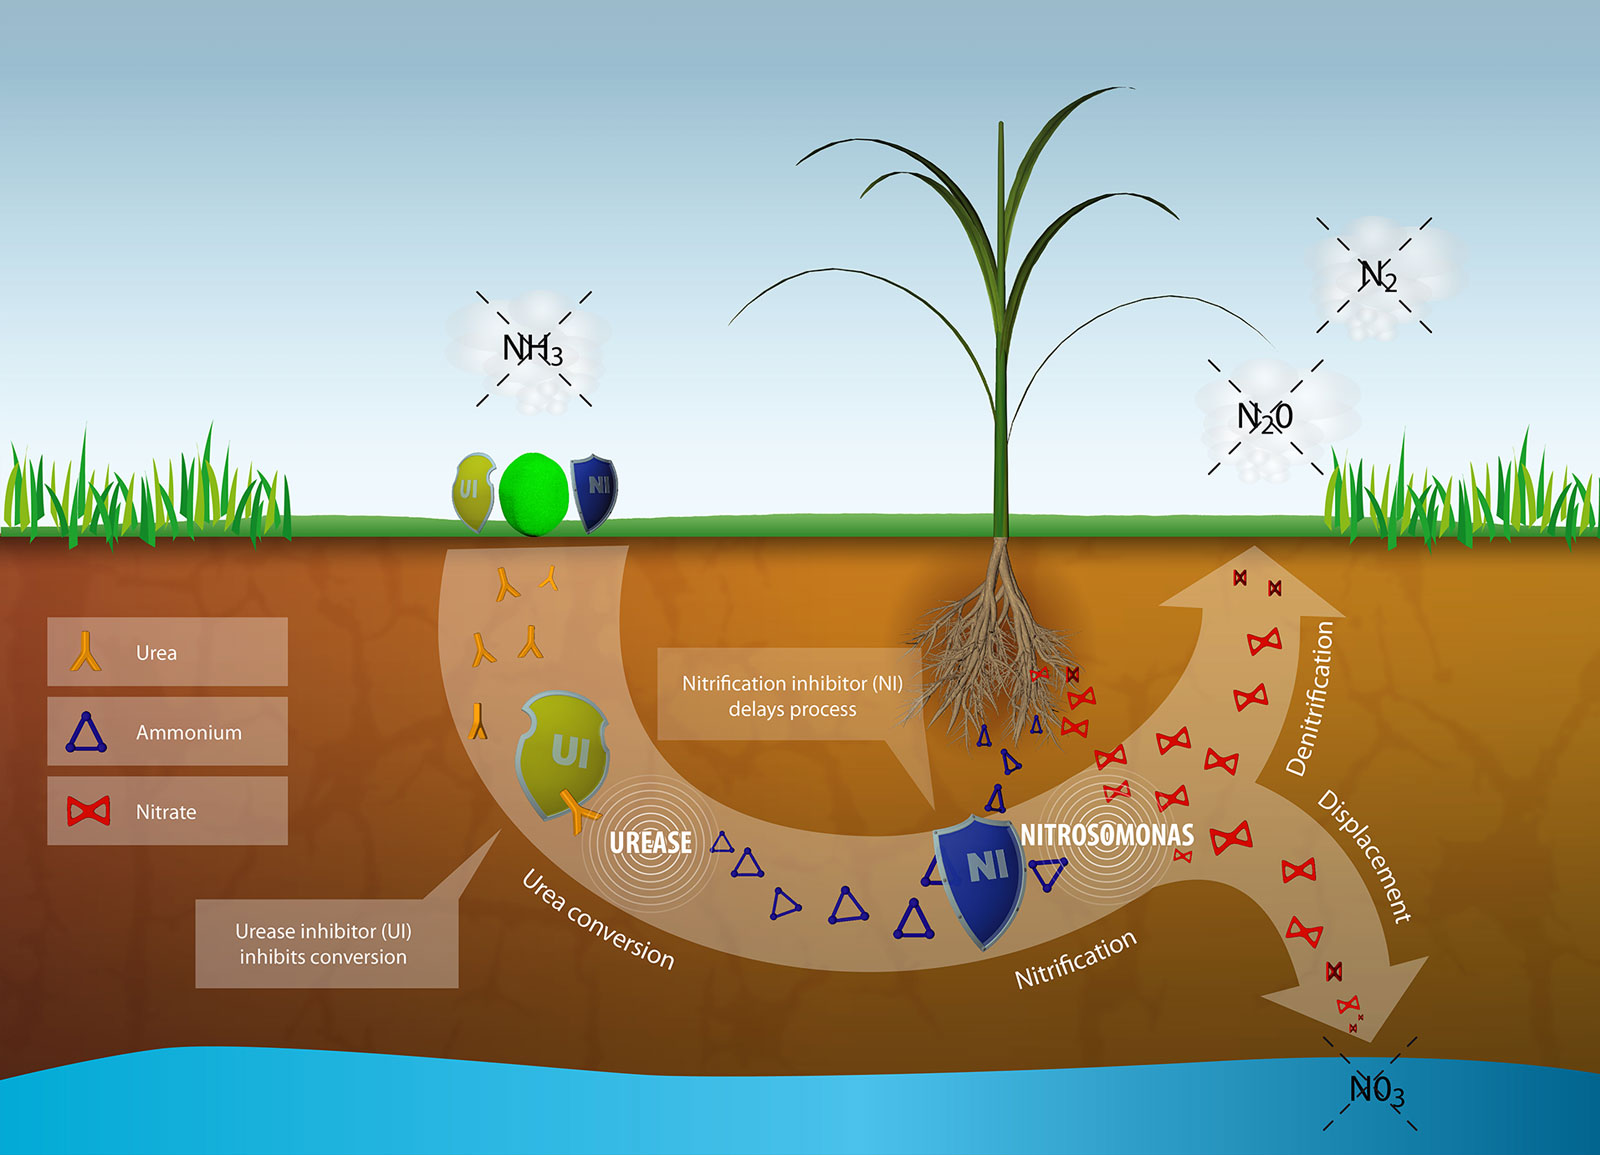 N2
NH3
N20
UI
NI
Urea
Ammonium
Nitrate
Nitrification inhibitor (NI)
delays process
UI
UREASE
NI
NITROSOMONAS
Denitrification
Displacement
Urease inhibitor (UI)
inhibits conversion
Urea conversion
Nitrification
NO3